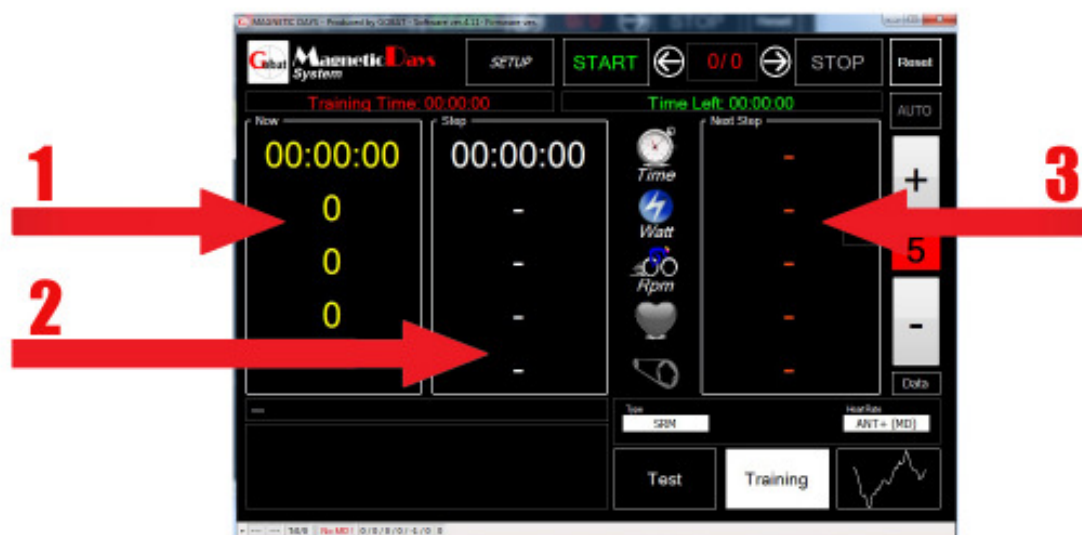 MAGNETIC DAYS - Produced by GOBAT - Software ver.4.11- Firmware ver.
Gobat Magnetic Days
System
SETUP
START
0/ 0
STOP
Reset
Training Time: 00:00:00
Time Left: 00:00:00
AUTO
Now
Step
Next Step
00:00:00
00:00:00
Time
-
1
3
0
-
Watt
-
+
0
-
Rpm
-
5
2
0
-
-
-
-
-
Data
---
Type
SRM
Heart Rate
ANT+ (MD)
Test
Training
No MD!